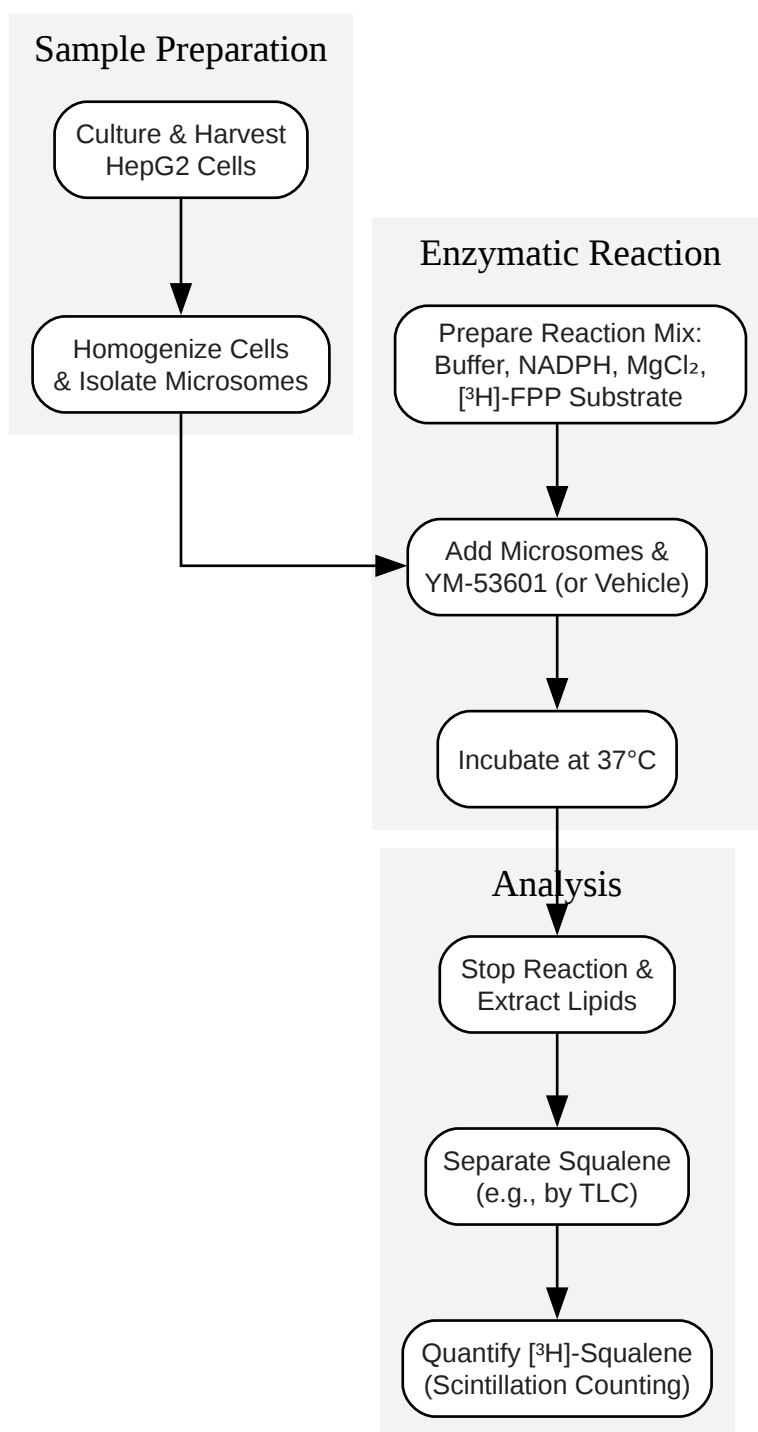 Sample Preparation
Culture & Harvest
HepG2 Cells
Homogenize Cells
& Isolate Microsomes
Enzymatic Reaction
Prepare Reaction Mix:
Buffer, NADPH, MgCl₂,
[³H]-FPP Substrate
Add Microsomes &
YM-53601 (or Vehicle)
Incubate at 37°C
Analysis
Stop Reaction &
Extract Lipids
Separate Squalene
(e.g., by TLC)
Quantify [³H]-Squalene
(Scintillation Counting)